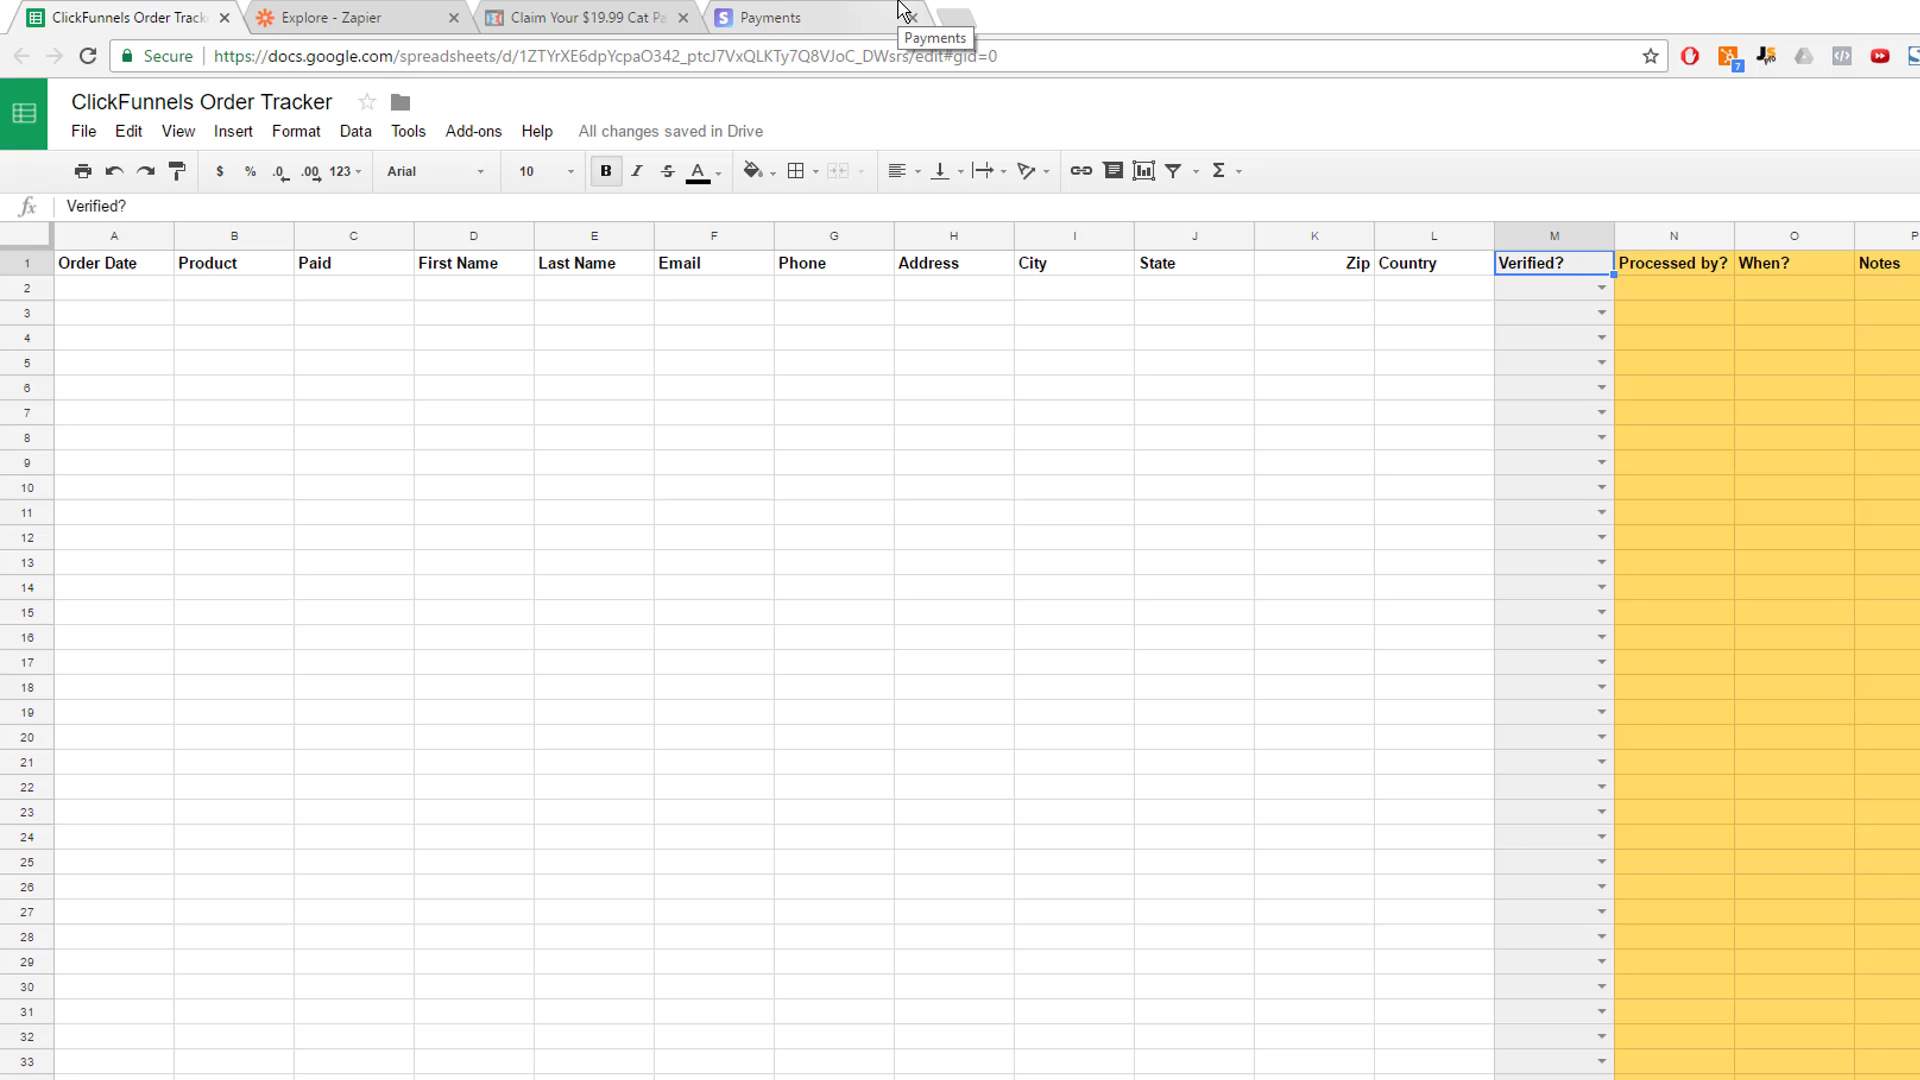 ClickFunnels Order Track
Explore - Zapier
Claim Your $19.99 Cat Pa
Payments
Payments
Secure
https://docs.google.com/spreadsheets/d/1ZTYrXE6dpYcpaO342_ptcJ7VxQLKTy7Q8VJoC_DWsrs/edit#gid=0
7
ClickFunnels Order Tracker
File Edit View Insert Format Data Tools Add-ons Help All changes saved in Drive
$ % .0 .00 123 Arial 10 B I S A Σ
fx Verified?
A B C D E F G H I J K L M N O P
1 Order Date Product Paid First Name Last Name Email Phone Address City State Zip Country Verified? Processed by? When? Notes
2
3
4
5
6
7
8
9
10
11
12
13
14
15
16
17
18
19
20
21
22
23
24
25
26
27
28
29
30
31
32
33